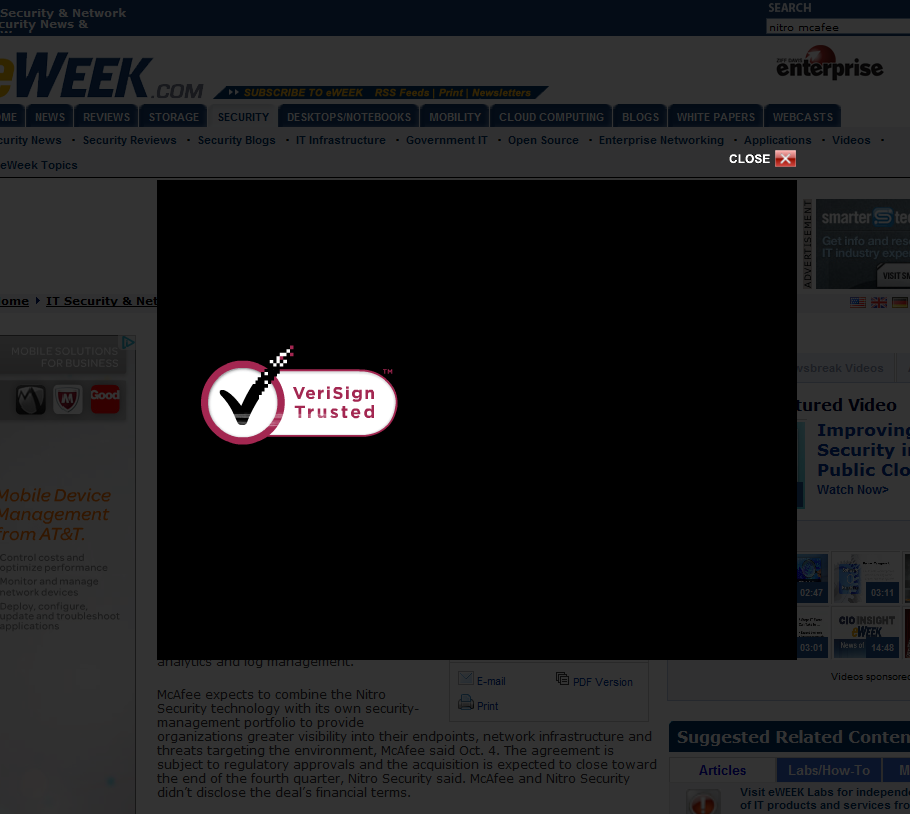 Security & Network
curity News &
SEARCH
nitro mcafee
eWEEK.COM
SUBSCRIBE TO eWEEK RSS Feeds | Print | Newsletters
enterprise
OME NEWS REVIEWS STORAGE SECURITY DESKTOPS/NOTEBOOKS MOBILITY CLOUD COMPUTING BLOGS WHITE PAPERS WEBCASTS
curity News • Security Reviews • Security Blogs • IT Infrastructure • Government IT • Open Source • Enterprise Networking • Applications • Videos •
eWeek Topics
CLOSE
ADVERTISEMENT
smarter S tec
Get info and res
IT industry expe
VISIT SM
ome IT Security & Net
MOBILE SOLUTIONS
FOR BUSINESS
Good
VeriSign
Trusted
TM
wsbreak Videos
tured Video
Improving
Security i
Public Clo
Watch Now>
Mobile Device
Management
from AT&T.
Control costs and
optimize performance
Monitor and manage
network devices
Deploy, configure,
update and troubleshoot
applications
02:47
03:11
CIO INSIGHT
eWEEK
News of
03:01
14:48
Videos sponsore
analytics and log management.
E-mail
PDF Version
Print
McAfee expects to combine the Nitro
Security technology with its own security-
management portfolio to provide
organizations greater visibility into their endpoints, network infrastructure and
threats targeting the environment, McAfee said Oct. 4. The agreement is
subject to regulatory approvals and the acquisition is expected to close toward
the end of the fourth quarter, Nitro Security said. McAfee and Nitro Security
didn't disclose the deal's financial terms.
Suggested Related Conten
Articles Labs/How-To M
Visit eWEEK Labs for independe
of IT products and services fro